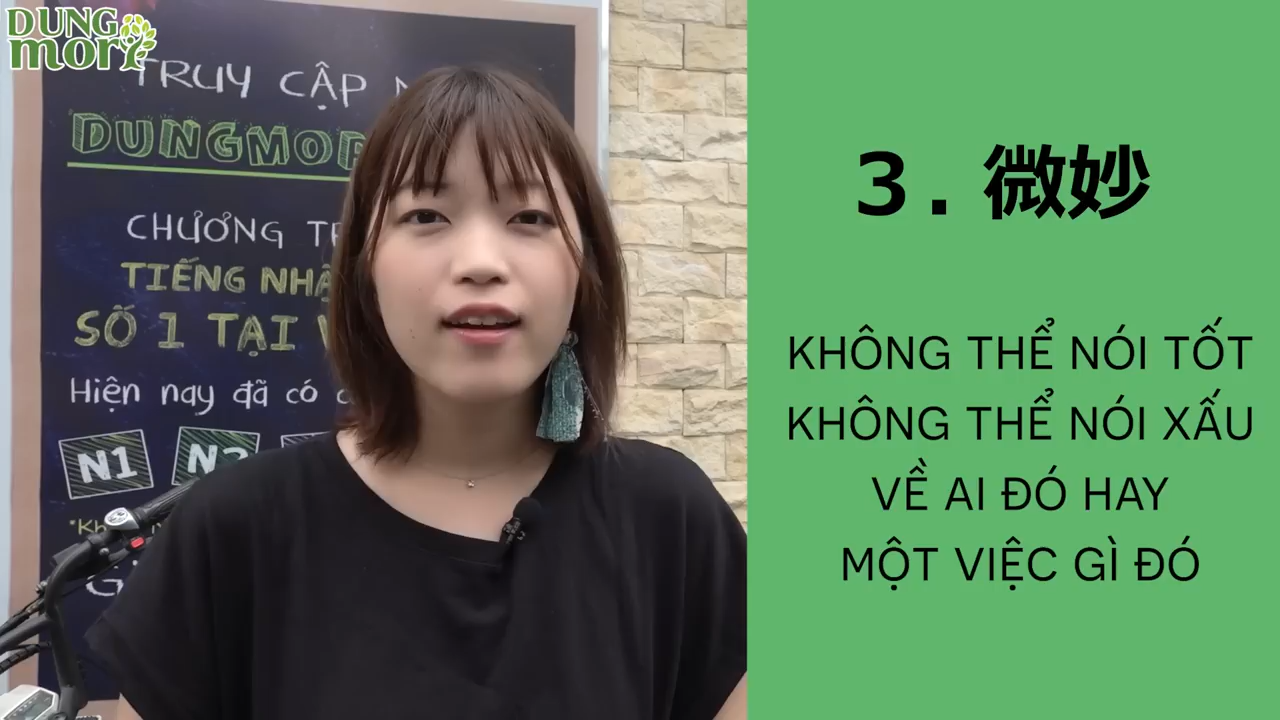 DUNG
mori
TRUY CẬP
DUNGMOR
CHƯƠNG TR
TIẾNG NHẬ
SỐ 1 TẠI V
Hiện nay đã có
N1
N2
*Kh
3. 微妙
KHÔNG THỂ NÓI TỐT
KHÔNG THỂ NÓI XẤU
VỀ AI ĐÓ HAY
MỘT VIỆC GÌ ĐÓ